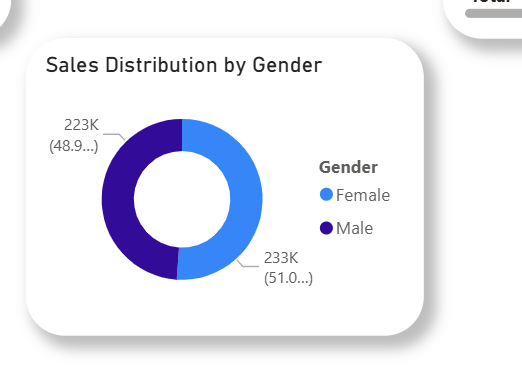 Sales Distribution by Gender
223K
(48.9...)
Gender
Female
Male
233K
(51.0...)